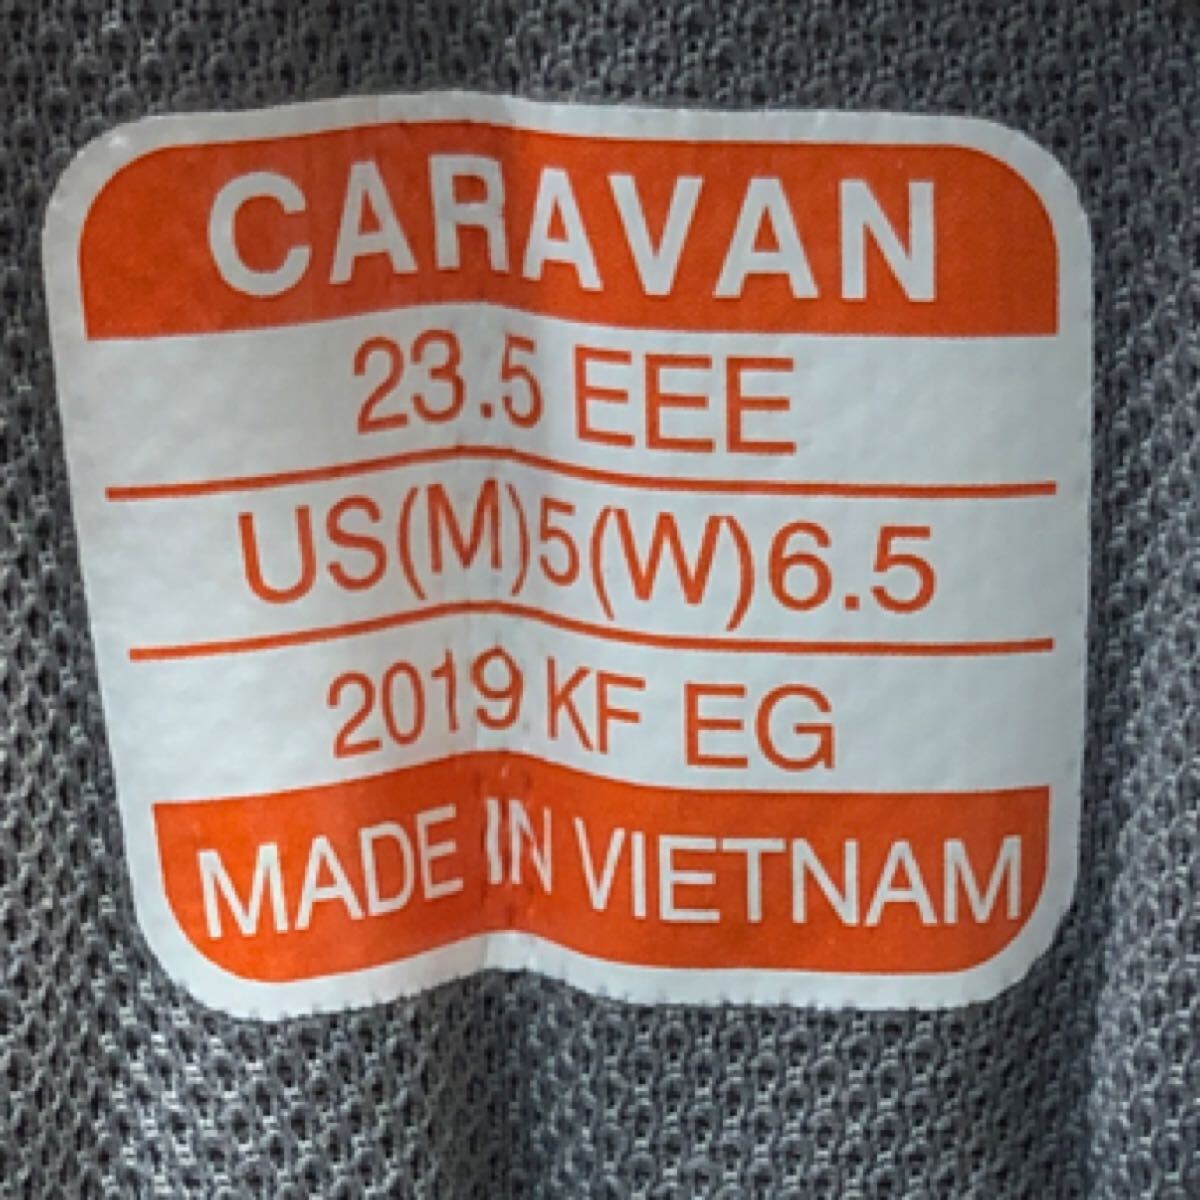 CARAVAN
23.5 EEE
US(M)5(W)6.5
2019 KF EG
MADE IN VIETNAM